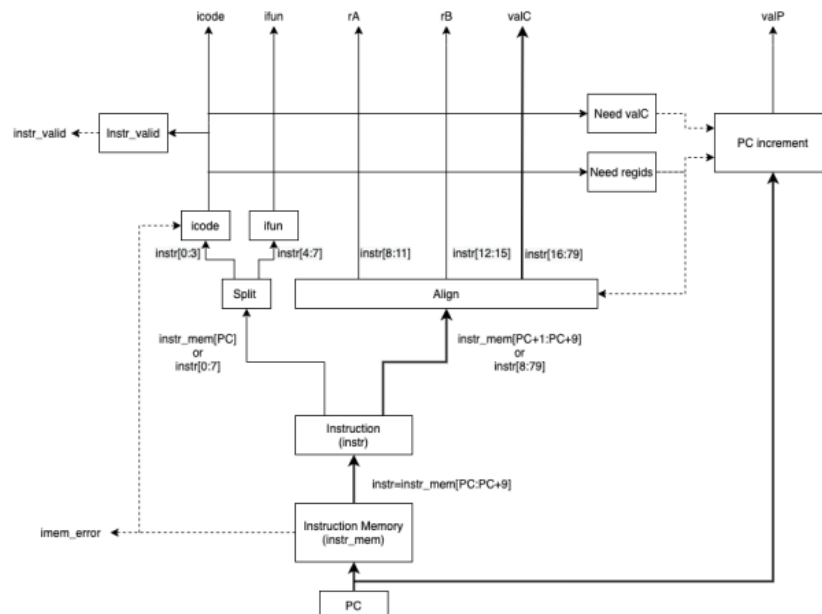 icode
ifun
rA
rB
valC
valP
Need valC
instr_valid
Instr_valid
PC increment
Need regids
icode
ifun
instr[0:3]
instr[4:7]
instr[8:11]
instr[12:15]
instr[16:79]
Split
Align
instr_mem[PC]
or
instr[0:7]
instr_mem[PC+1:PC+9]
or
instr[8:79]
Instruction
(instr)
instr=instr_mem[PC:PC+9]
imem_error
Instruction Memory
(instr_mem)
PC